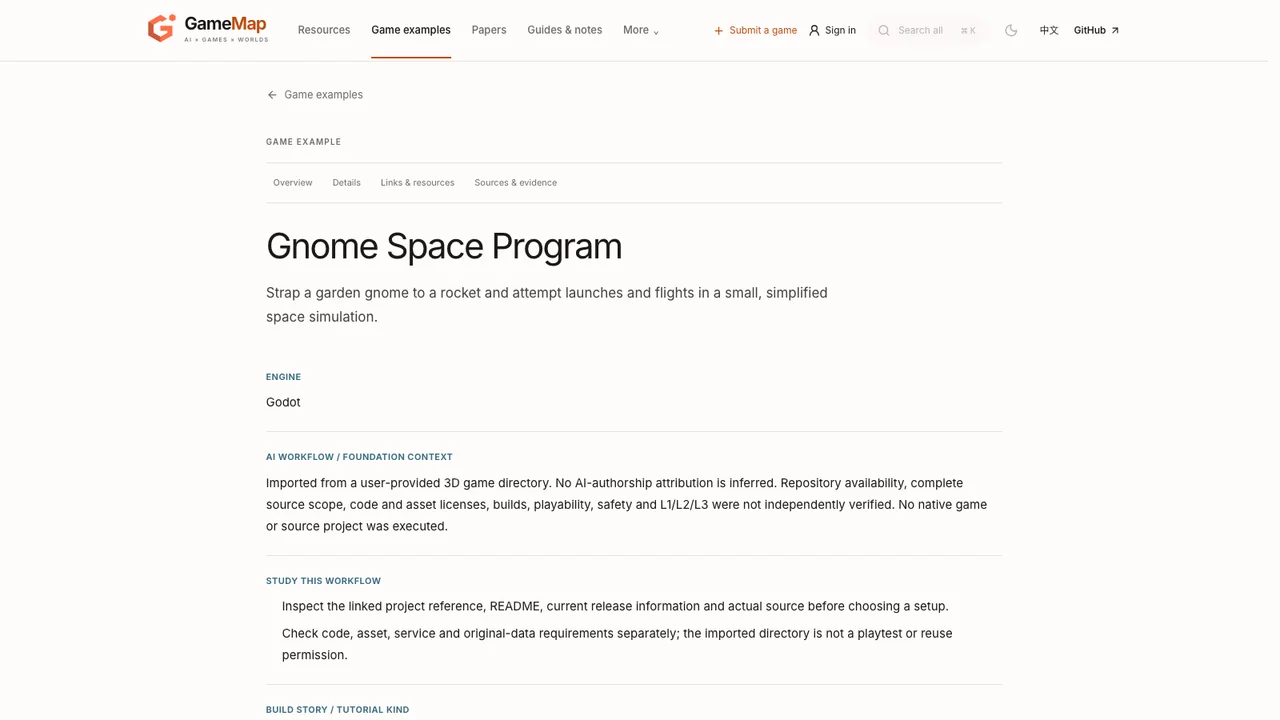 GameMap
AI × GAMES × WORLDS
Resources
Game examples
Papers
Guides & notes
More
Submit a game
Sign in
Search all
⌘ K
中文
GitHub
Game examples
GAME EXAMPLE
Overview
Details
Links & resources
Sources & evidence
Gnome Space Program
Strap a garden gnome to a rocket and attempt launches and flights in a small, simplified
space simulation.
ENGINE
Godot
AI WORKFLOW / FOUNDATION CONTEXT
Imported from a user-provided 3D game directory. No AI-authorship attribution is inferred. Repository availability, complete
source scope, code and asset licenses, builds, playability, safety and L1/L2/L3 were not independently verified. No native game
or source project was executed.
STUDY THIS WORKFLOW
Inspect the linked project reference, README, current release information and actual source before choosing a setup.
Check code, asset, service and original-data requirements separately; the imported directory is not a playtest or reuse
permission.
BUILD STORY / TUTORIAL KIND